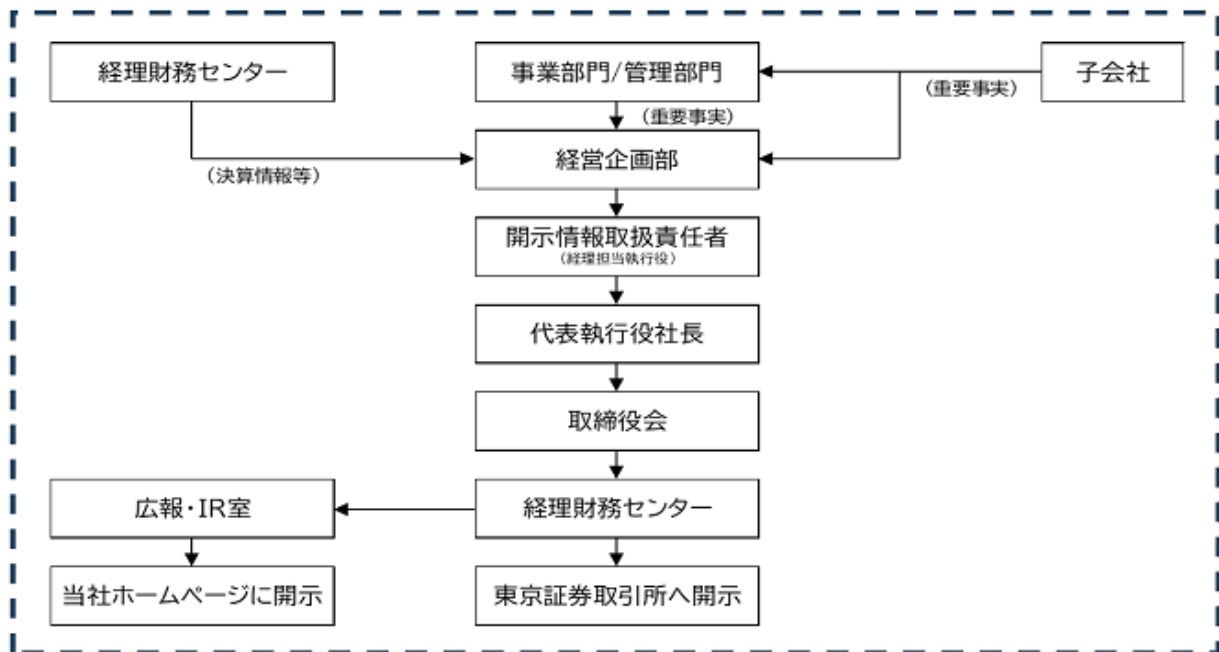 経理財務センター
事業部門/管理部門
子会社
(重要事実)
(重要事実)
経営企画部
(決算情報等)
開示情報取扱責任者
(経理担当執行役)
代表執行役社長
取締役会
広報・IR室
経理財務センター
当社ホームページに開示
東京証券取引所へ開示